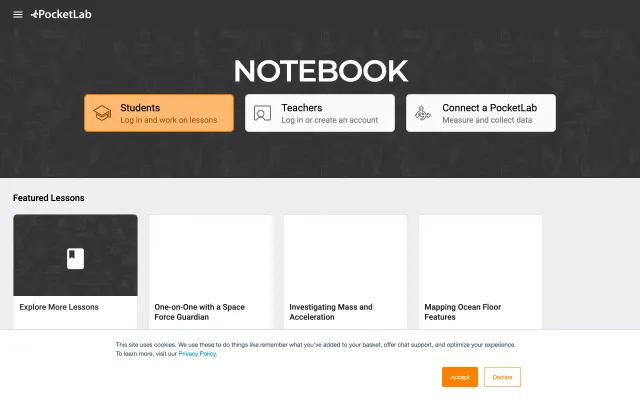 PocketLab
NOTEBOOK
Students
Log in and work on lessons
Teachers
Log in or create an account
Connect a PocketLab
Measure and collect data
Featured Lessons
Explore More Lessons
One-on-One with a Space
Force Guardian
Investigating Mass and
Acceleration
Mapping Ocean Floor
Features
This site uses cookies. We use these to do things like remember what you've added to your basket, offer chat support, and optimize your experience.
To learn more, visit our Privacy Policy.
Accept
Decline